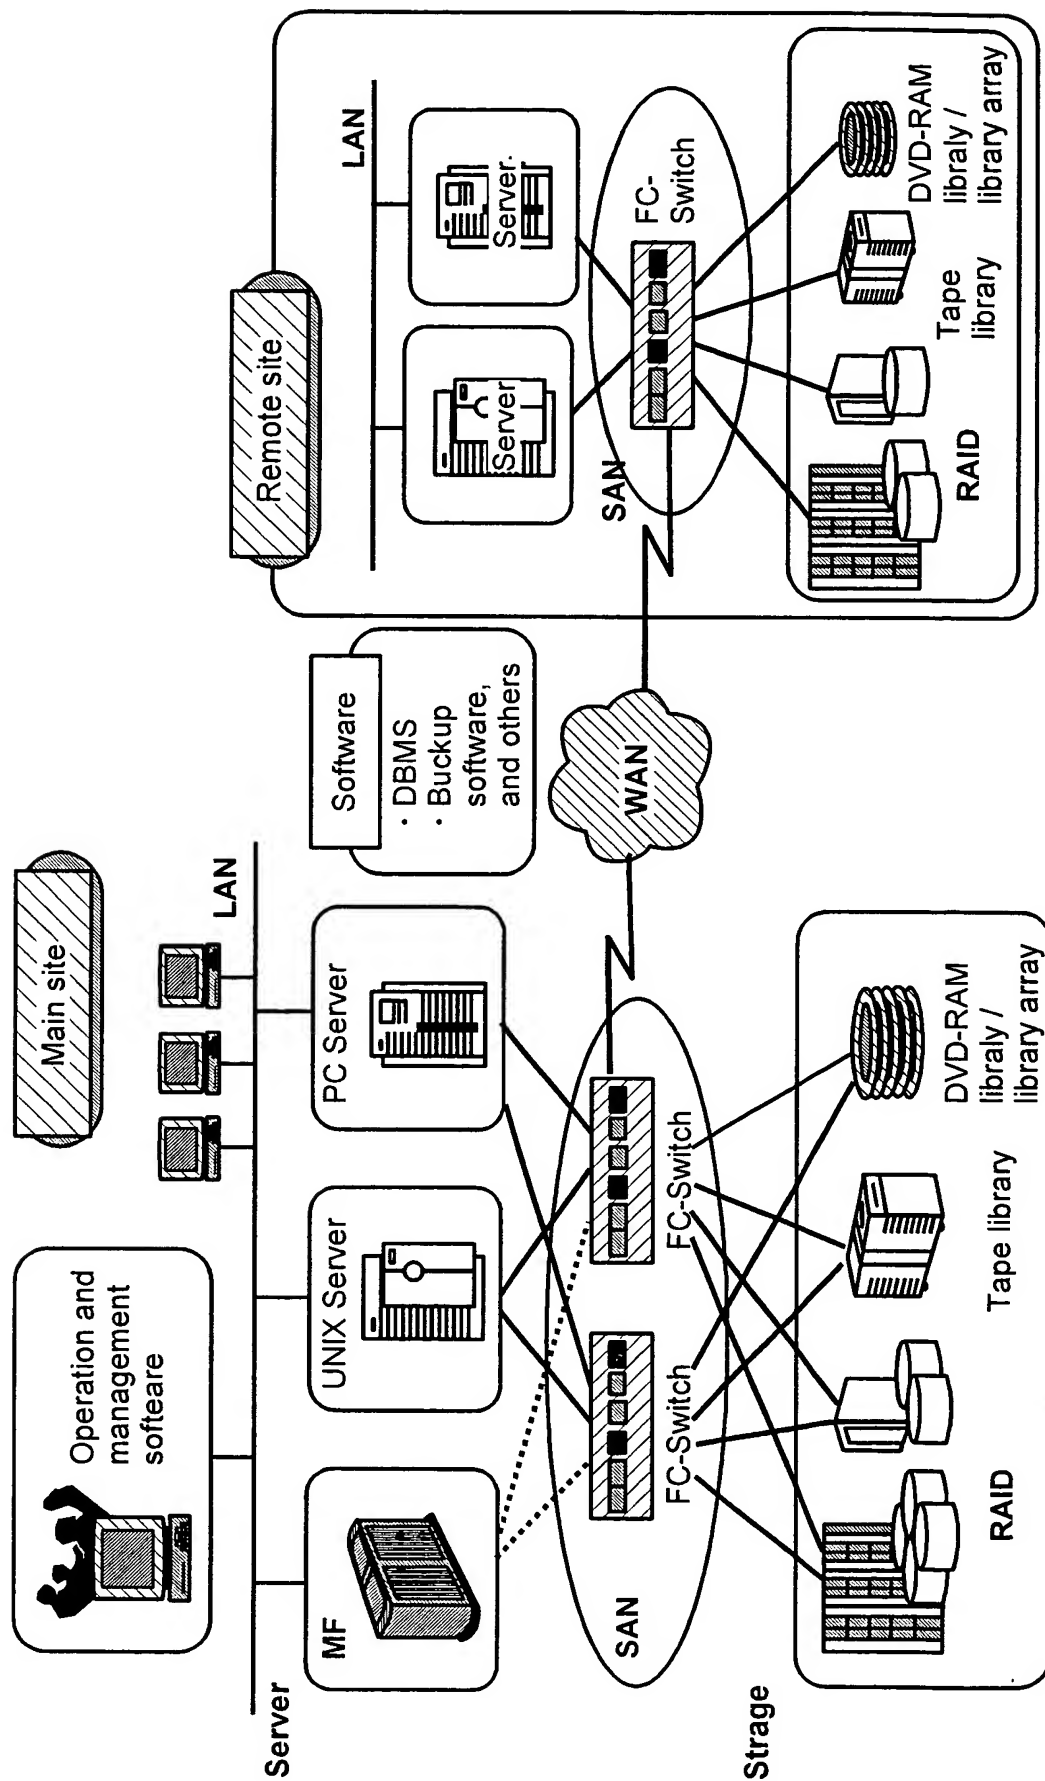 Main site
Operation and
management
softeare
LAN
Server
MF
UNIX Server
PC Server
Software
· DBMS
· Buckup
software,
and others
SAN
FC-Switch
FC-Switch
WAN
Strage
RAID
Tape library
DVD-RAM
libraly /
library array
Remote site
LAN
Server
Server
SAN
FC-
Switch
RAID
Tape
library
DVD-RAM
libraly /
library array